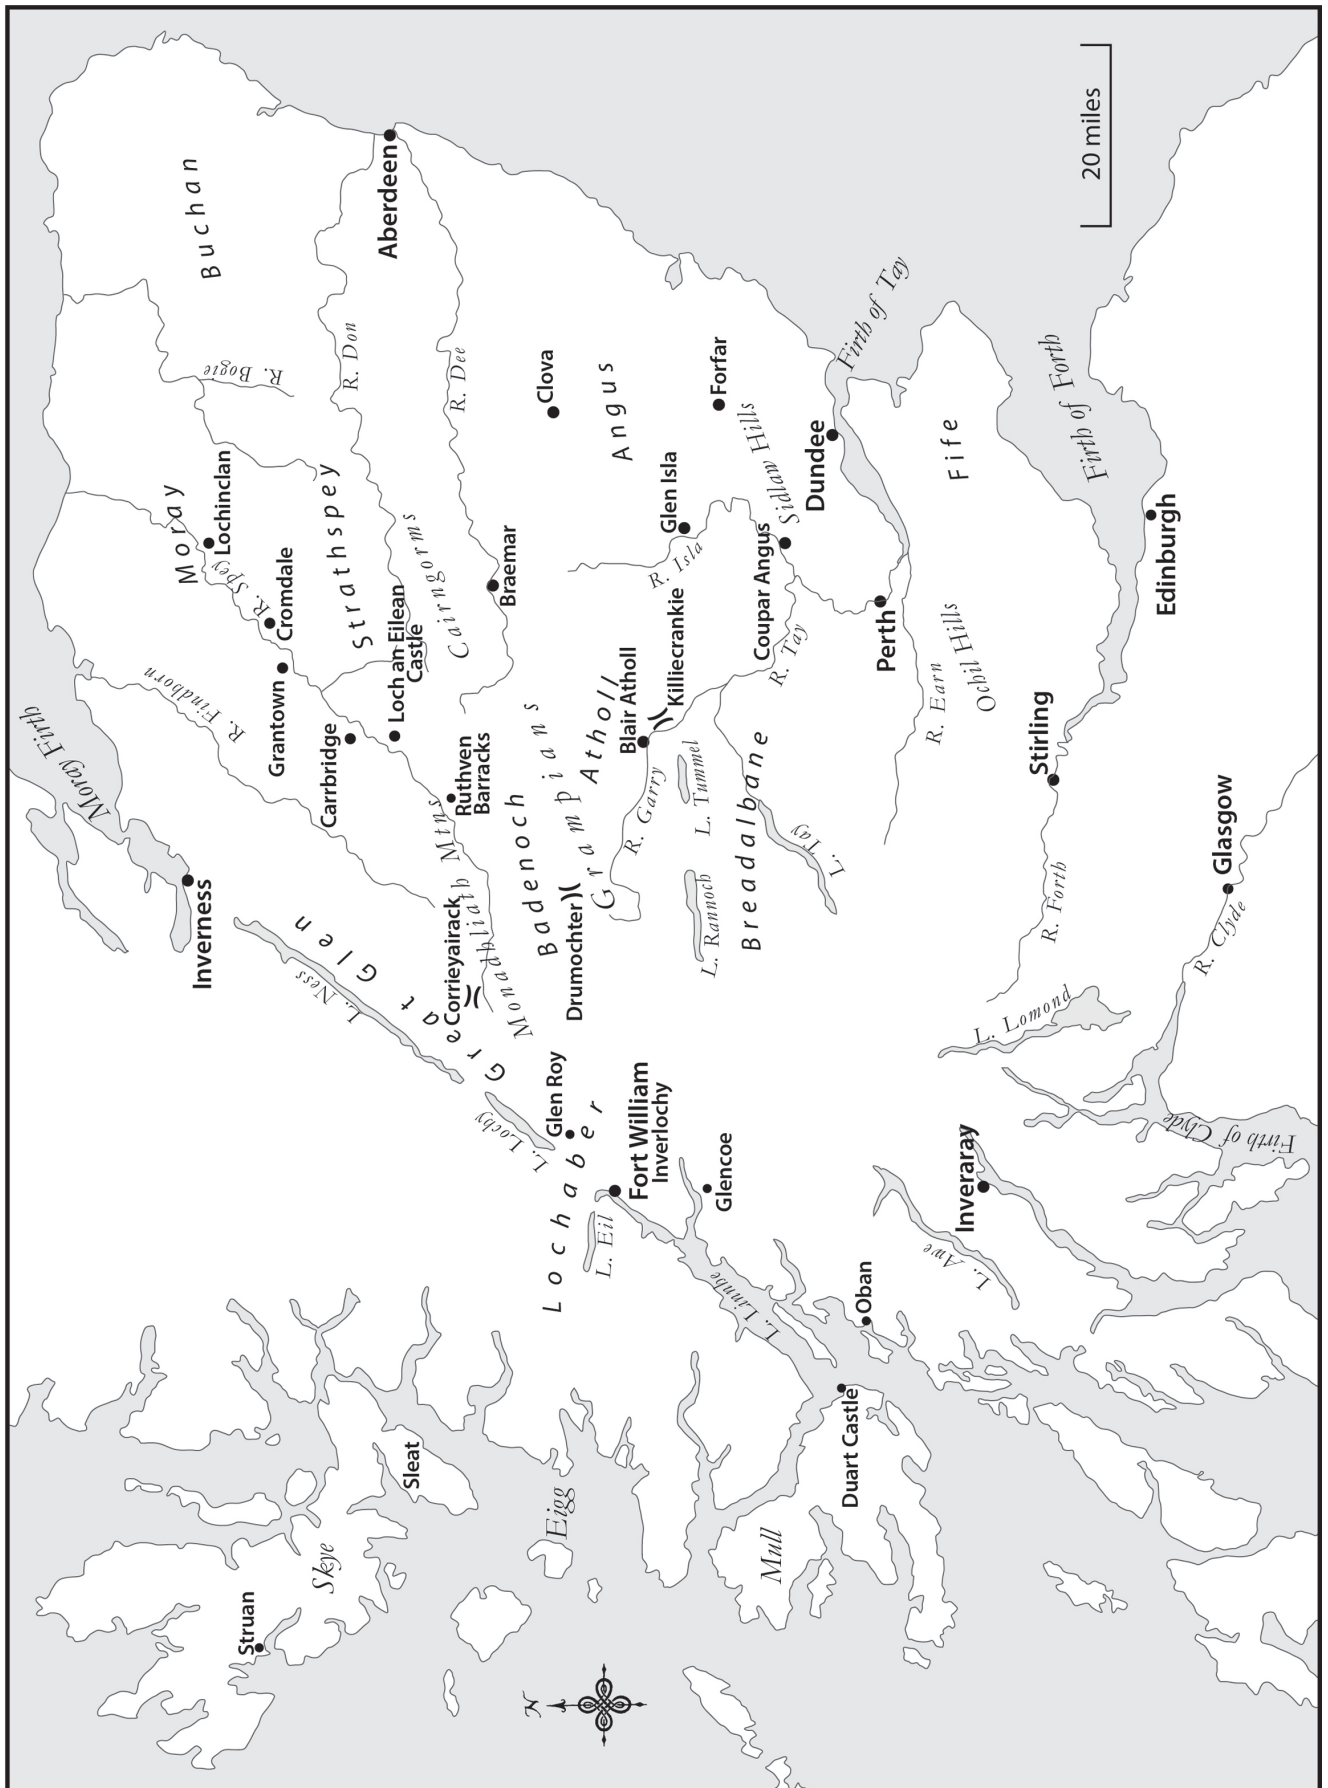 N
Struan
Skye
Sleat
Eigg
Mull
Duart Castle
Oban
L. Linnhe
L. Awe
Inveraray
Glencoe
Fort William
Inverlochy
L. Eil
Lochaber
Glen Roy
L. Lochy
Great Glen
L. Ness
Inverness
Moray Firth
Corrieyairack
Monadhliath Mtns
Drumochter
Badenoch
Grampians
Atholl
R. Garry
L. Rannoch
L. Tummel
Breadalbane
L. Tay
L. Lomond
Firth of Clyde
R. Clyde
Glasgow
R. Forth
Stirling
R. Findhorn
Carrbridge
Grantown
Cromdale
R. Spey
Lochinclan
Moray
Strathspey
Loch an Eilean
Castle
Ruthven
Barracks
Cairngorms
Braemar
Blair Atholl
Killiecrankie
R. Tay
R. Isla
Glen Isla
Coupar Angus
Perth
R. Earn
Ochil Hills
Sidlaw Hills
Dundee
Forfar
Angus
Clova
R. Dee
R. Don
R. Bogie
Buchan
Aberdeen
Firth of Tay
Fife
Firth of Forth
Edinburgh
20 miles